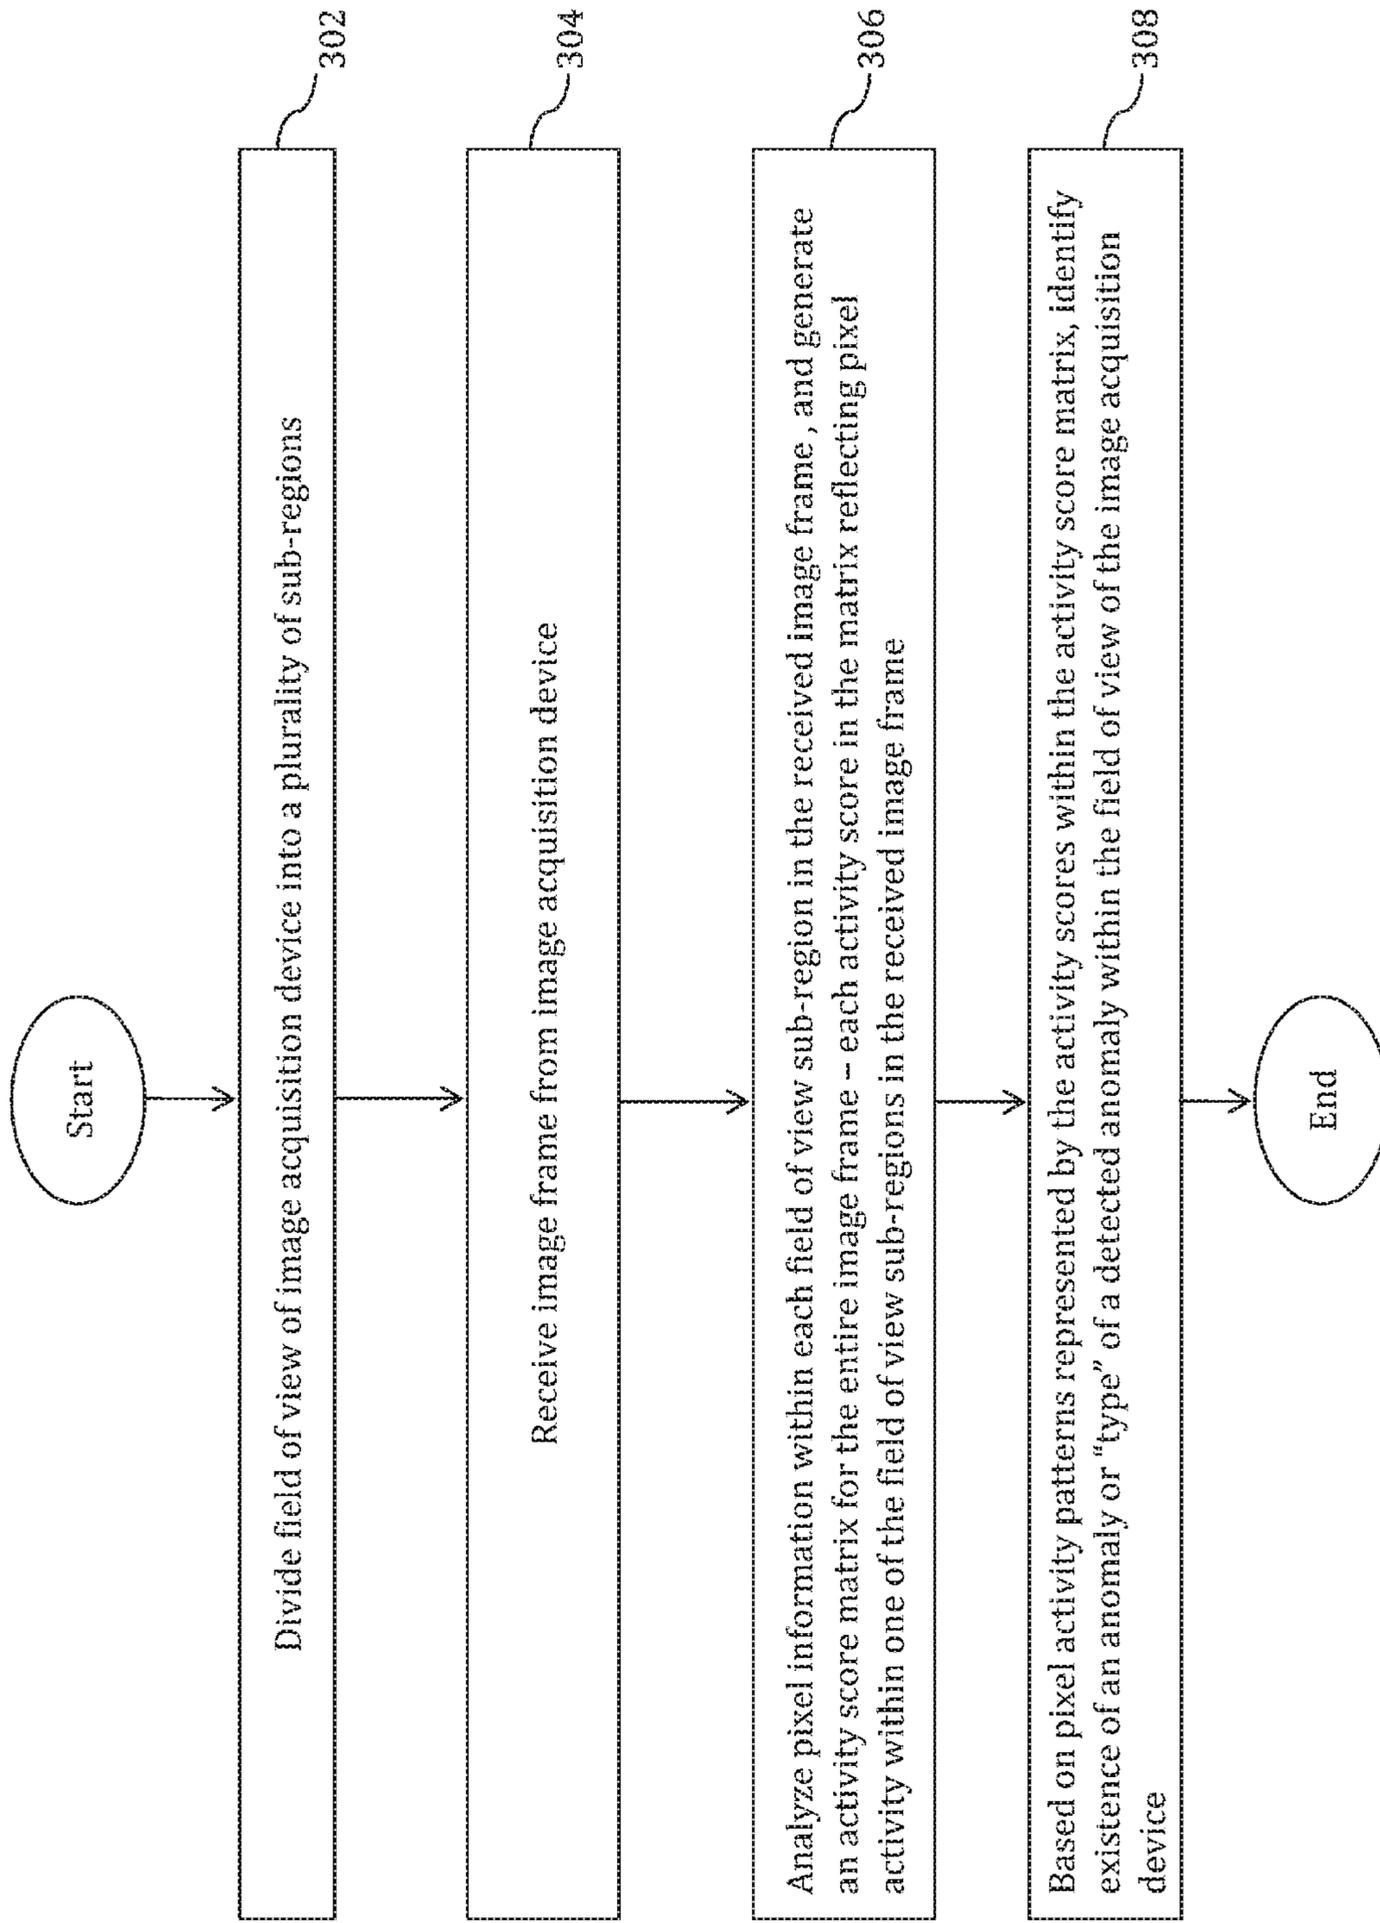 Start
302
Divide field of view of image acquisition device into a plurality of sub-regions
304
Receive image frame from image acquisition device
306
Analyze pixel information within each field of view sub-region in the received image frame , and generate
an activity score matrix for the entire image frame – each activity score in the matrix reflecting pixel
activity within one of the field of view sub-regions in the received image frame
308
Based on pixel activity patterns represented by the activity scores within the activity score matrix, identify
existence of an anomaly or “type” of a detected anomaly within the field of view of the image acquisition
device
End